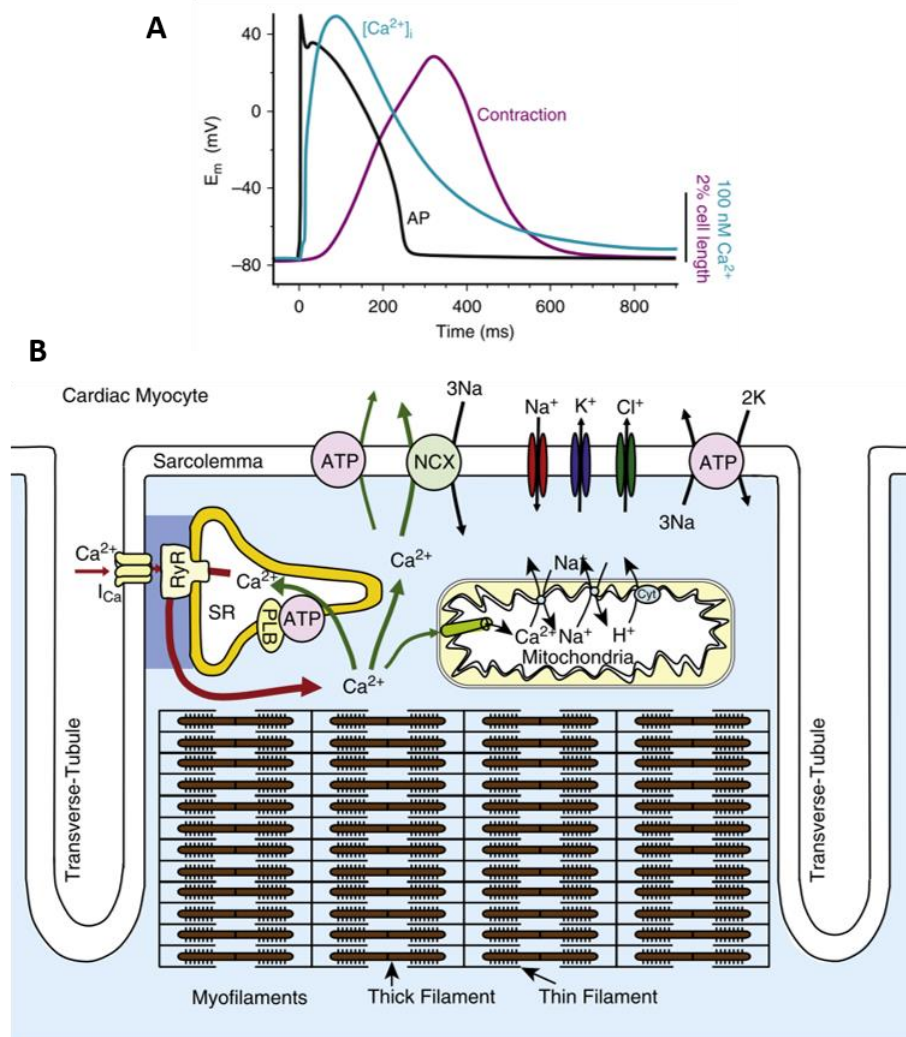 A
40
0
−40
−80
Em (mV)
[Ca2+]i
Contraction
AP
0
200
400
600
800
Time (ms)
2% cell length
100 nM Ca2+
B
Cardiac Myocyte
Sarcolemma
ATP
NCX
3Na
Na+
K+
Cl+
2K
ATP
3Na
Ca2+
ICa
RyR
Ca2+
SR
PLB
ATP
Ca2+
Ca2+
Na+
Cyt
Ca2+
Na+
H+
Mitochondria
Transverse-Tubule
Transverse-Tubule
Myofilaments
Thick Filament
Thin Filament